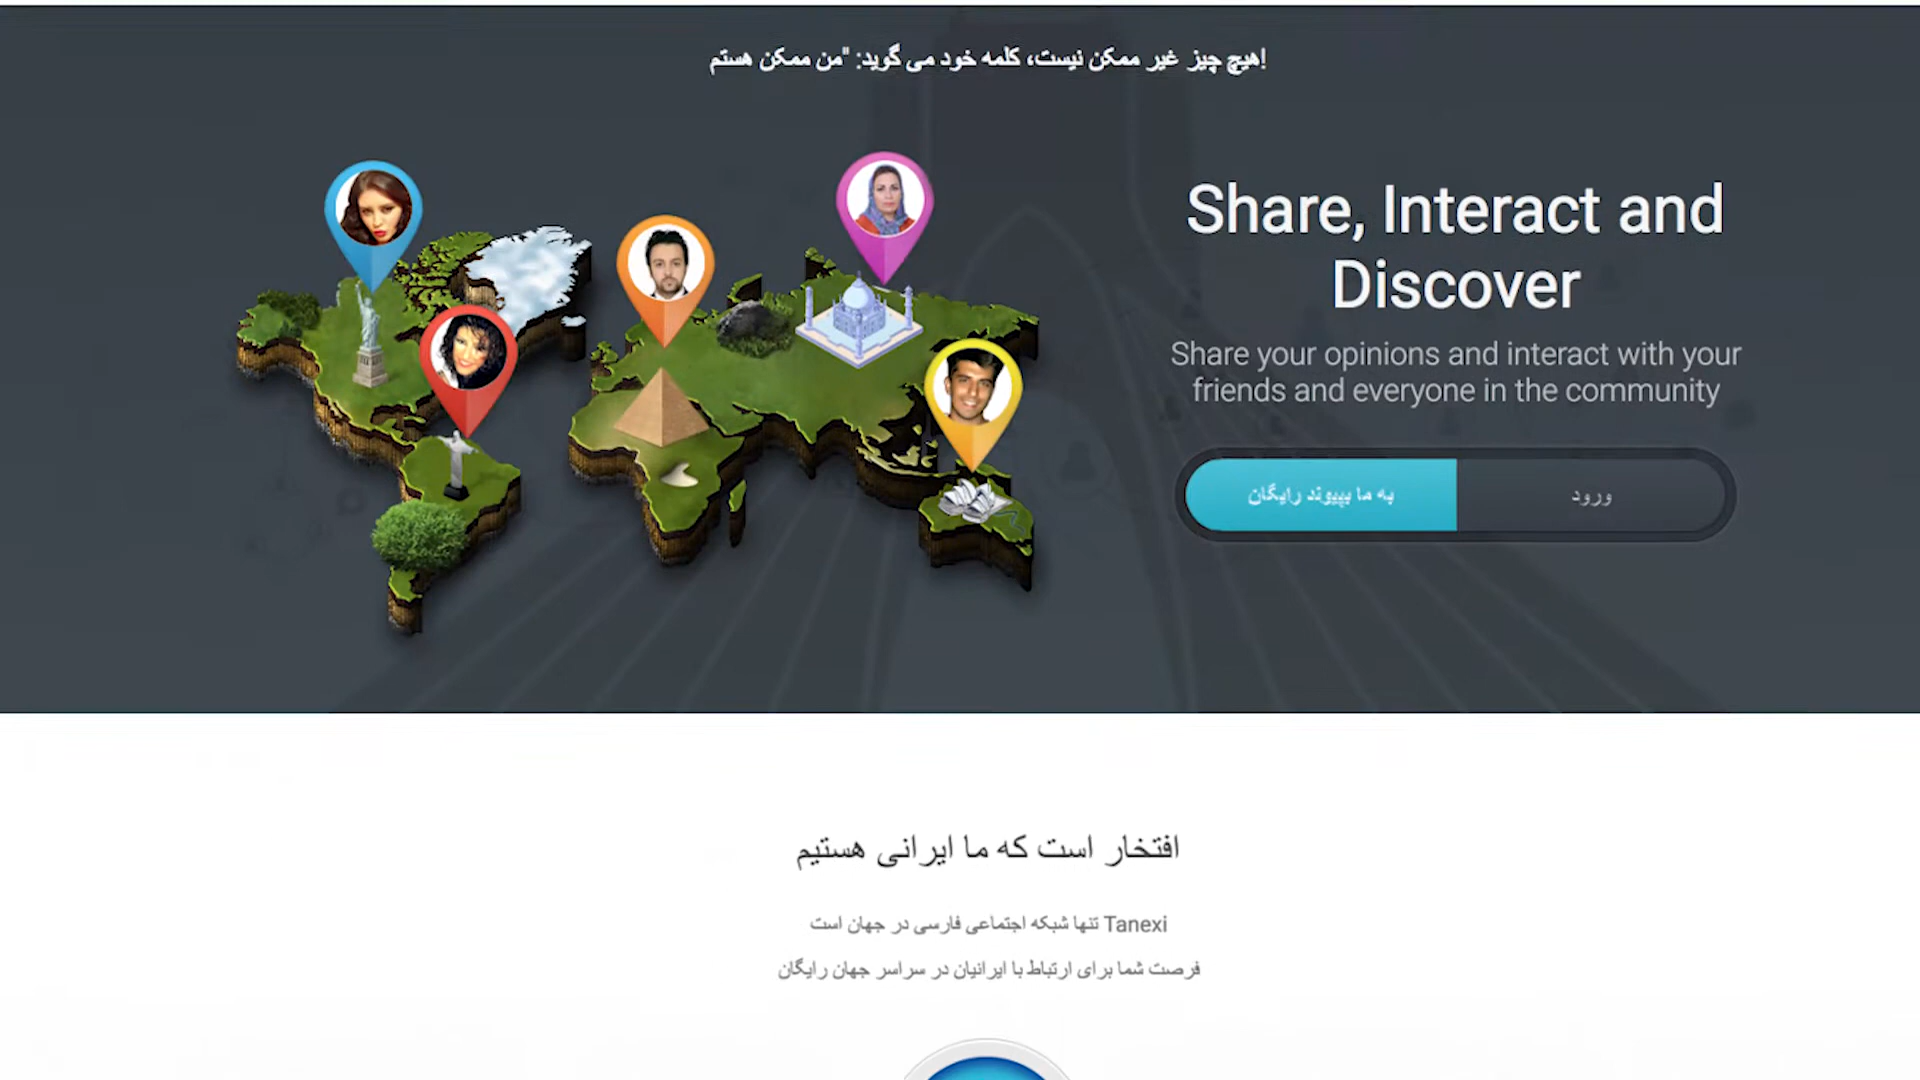 هیچ چیز غیر ممکن نیست، کلمه خود می گوید: "من ممکن هستم!
Share, Interact and
Discover
Share your opinions and interact with your
friends and everyone in the community
به ما بپیوند رایگان
ورود
افتخار است که ما ایرانی هستیم
Tanexi تنها شبکه اجتماعی فارسی در جهان است
فرصت شما برای ارتباط با ایرانیان در سراسر جهان رایگان